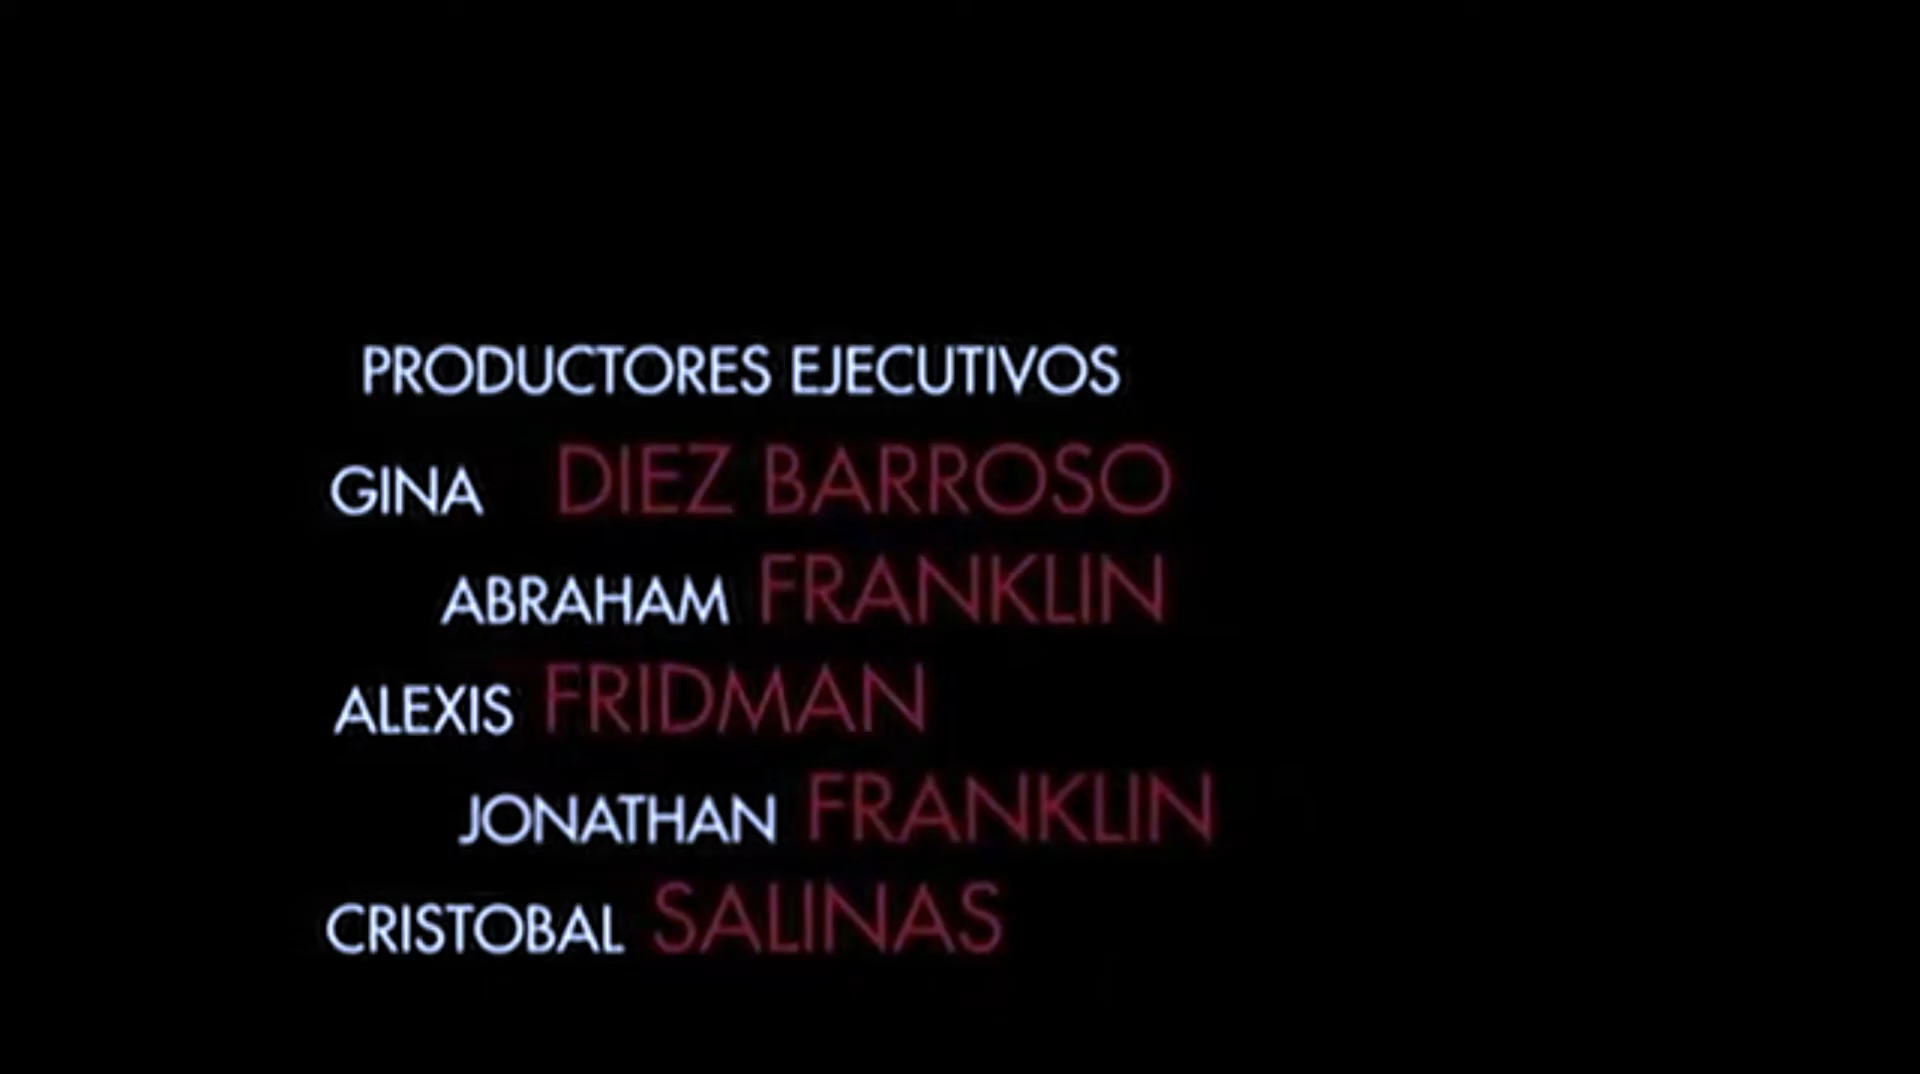 PRODUCTORES EJECUTIVOS
GINA DIEZ BARROSO
ABRAHAM FRANKLIN
ALEXIS FRIDMAN
JONATHAN FRANKLIN
CRISTOBAL SALINAS